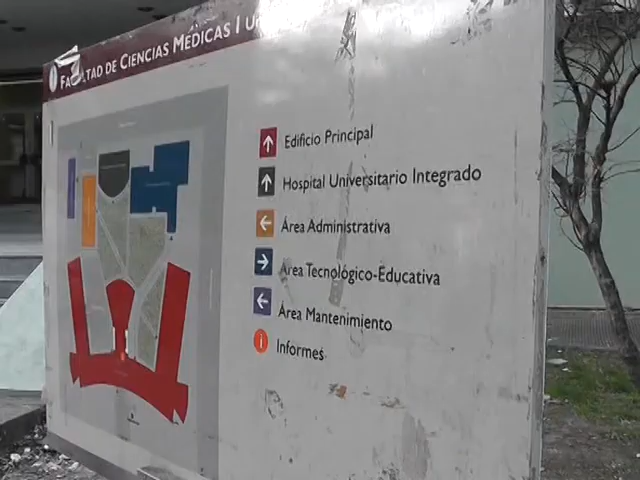 FACULTAD DE CIENCIAS MÉDICAS |
Edificio Principal
Hospital Universitario Integrado
Área Administrativa
Área Tecnológico-Educativa
Área Mantenimiento
i Informes